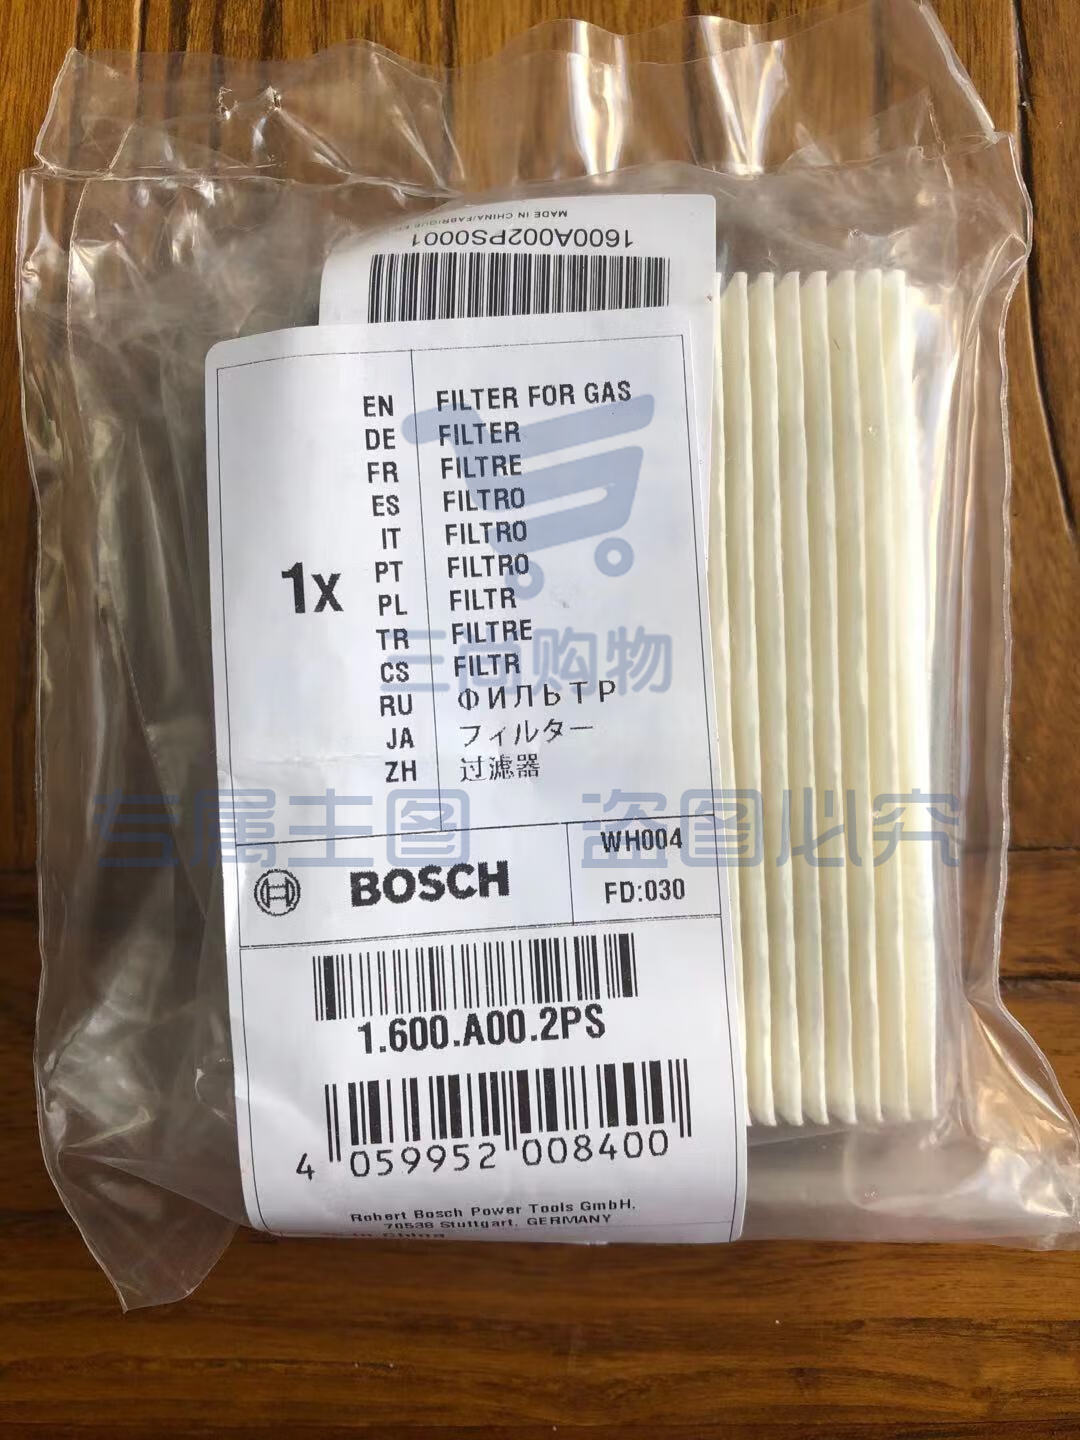 MADE IN CHINA/FABRIQUE E
1600A002PS0001
EN FILTER FOR GAS
DE FILTER
FR FILTRE
ES FILTRO
IT FILTRO
1x
PT FILTRO
PL FILTR
TR FILTRE
CS FILTR
三尚购物
RU ФИЛЬТР
JA フィルター
ZH 过滤器
专属主图 盗图必究
BOSCH
WH004
FD:030
1.600.A00.2PS
4 059952 008400
Robert Bosch Power Tools GmbH,
70538 Stuttgart, GERMANY
in China